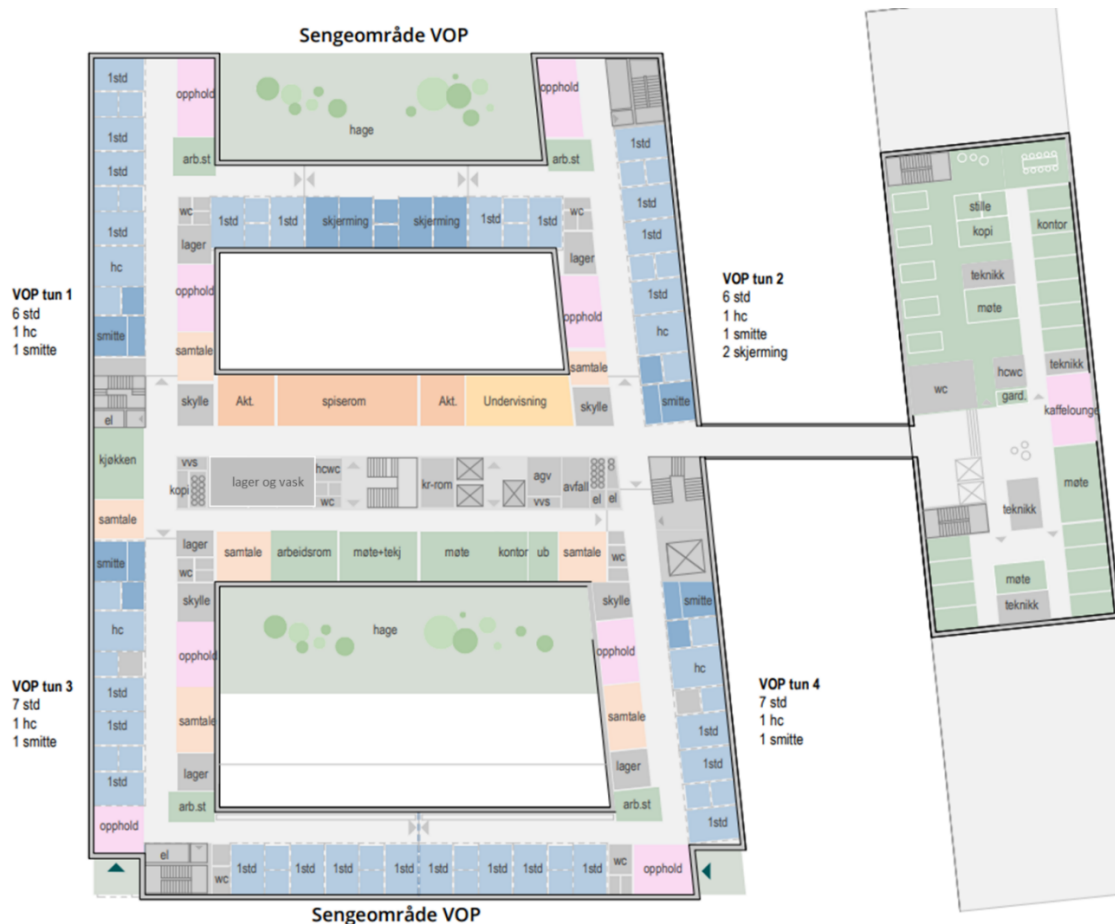 Sengeområde VOP
1std
opphold
opphold
1std
hage
1std
arb.st
arb.st
1std
1std
1std
wc
1std
1std
skjerming
skjerming
1std
1std
wc
1std
lager
lager
1std
hc
opphold
opphold
1std
hc
VOP tun 1
6 std
1 hc
1 smitte
VOP tun 2
6 std
1 hc
1 smitte
2 skjerming
smitte
samtale
samtale
smitte
skylle
Akt.
spiserom
Akt.
Undervisning
skylle
el
kjøkken
vvs
kopi
lager og vask
hcwc
wc
kr-rom
agv
vvs
avfall
el
el
samtale
lager
wc
samtale
arbeidsrom
møte+tekj
møte
kontor
ub
samtale
wc
smitte
skylle
skylle
smitte
hc
hage
opphold
opphold
hc
VOP tun 3
7 std
1 hc
1 smitte
VOP tun 4
7 std
1 hc
1 smitte
1std
samtale
samtale
1std
1std
1std
1std
lager
lager
arb.st
arb.st
1std
opphold
el
wc
1std
1std
1std
1std
1std
1std
wc
opphold
Sengeområde VOP
stille
kopi
kontor
teknikk
møte
wc
hcwc
gard.
teknikk
kaffelounge
møte
teknikk
møte
teknikk